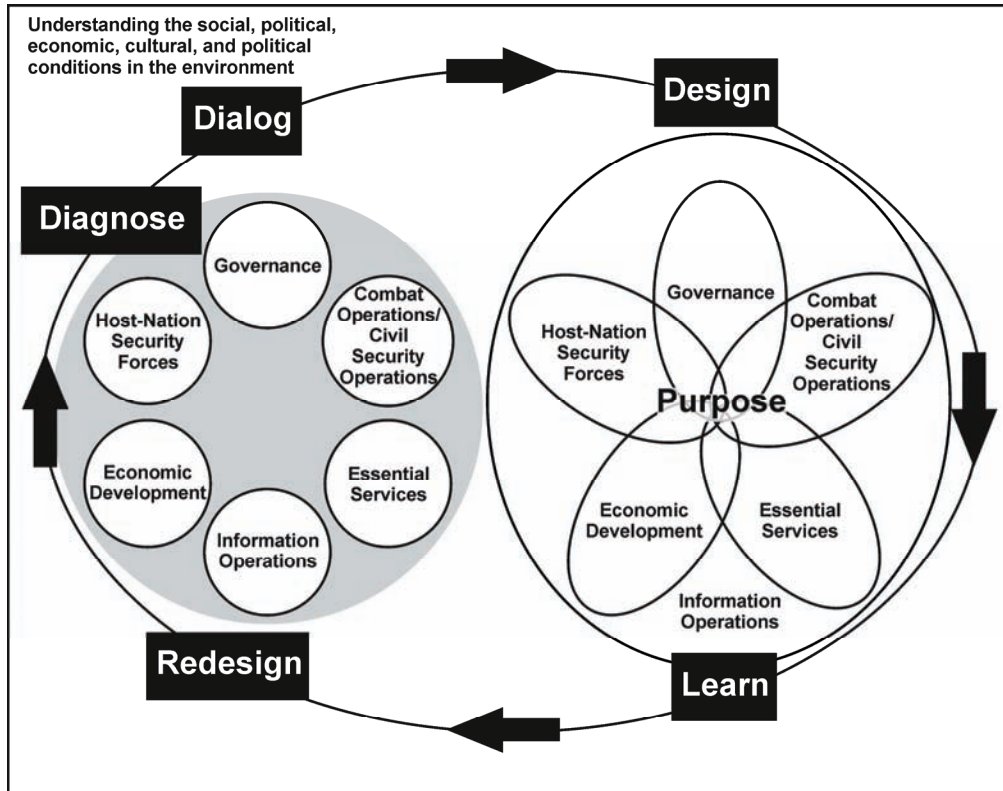 Understanding the social, political,
economic, cultural, and political
conditions in the environment
Dialog
Design
Diagnose
Governance
Host-Nation
Security
Forces
Combat
Operations/
Civil
Security
Operations
Economic
Development
Essential
Services
Information
Operations
Governance
Host-Nation
Security
Forces
Combat
Operations/
Civil
Security
Operations
Purpose
Economic
Development
Essential
Services
Information
Operations
Redesign
Learn